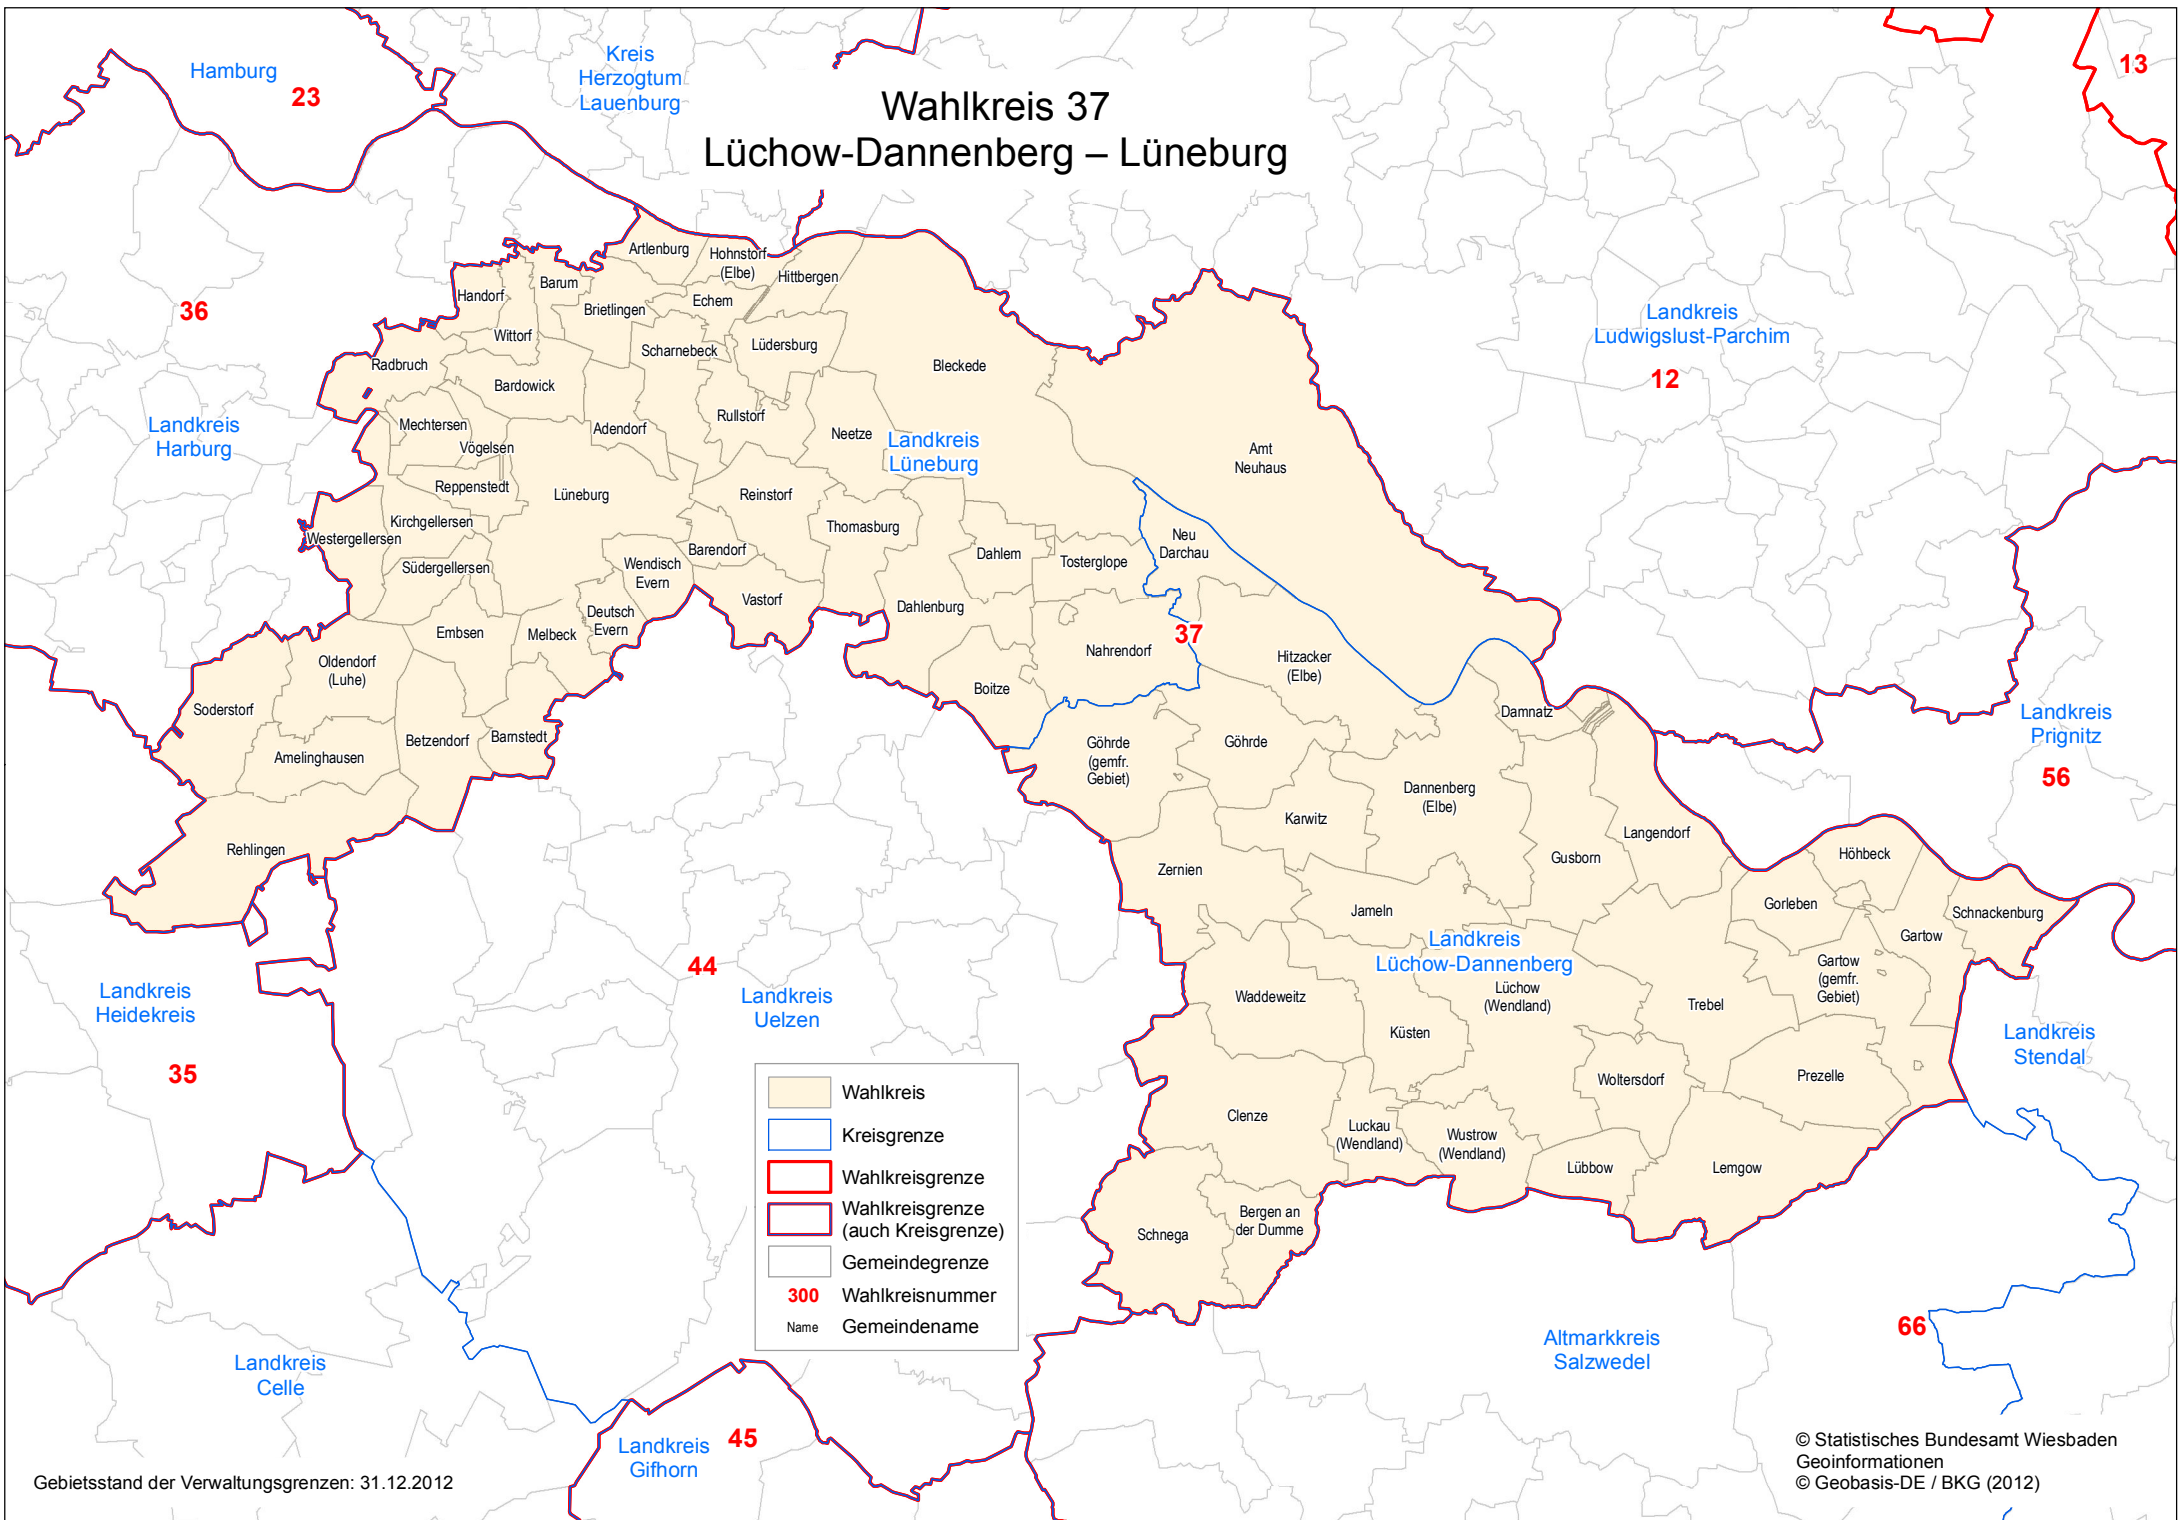 Wahlkreis 37
Lüchow-Dannenberg – Lüneburg
Hamburg
23
Kreis
Herzogtum
Lauenburg
13
36
Landkreis
Harburg
Landkreis
Ludwigslust-Parchim
12
Artlenburg
Hohnstorf
(Elbe)
Hittbergen
Barum
Handorf
Brietlingen
Echem
Wittorf
Scharnebeck
Lüdersburg
Radbruch
Bardowick
Bleckede
Mechtersen
Adendorf
Rullstorf
Neetze
Vögelsen
Landkreis
Lüneburg
Amt
Neuhaus
Reppenstedt
Lüneburg
Reinstorf
Kirchgellersen
Westergellersen
Thomasburg
Barendorf
Dahlem
Tosterglope
Neu
Darchau
Südergellersen
Wendisch
Evern
Vastorf
Dahlenburg
Deutsch
Evern
Embsen
Melbeck
37
Nahrendorf
Oldendorf
(Luhe)
Hitzacker
(Elbe)
Boitze
Soderstorf
Damnatz
Landkreis
Prignitz
56
Barnstedt
Betzendorf
Amelinghausen
Göhrde
(gemfr.
Gebiet)
Göhrde
Dannenberg
(Elbe)
Karwitz
Langendorf
Rehlingen
Gusborn
Höhbeck
Zernien
Gorleben
Schnackenburg
Jameln
Gartow
Landkreis
Lüchow-Dannenberg
Gartow
(gemfr.
Gebiet)
44
Landkreis
Uelzen
Landkreis
Heidekreis
35
Waddeweitz
Lüchow
(Wendland)
Trebel
Küsten
Landkreis
Stendal
Woltersdorf
Prezelle
Clenze
Luckau
(Wendland)
Wustrow
(Wendland)
Lübbow
Lemgow
Schnega
Bergen an
der Dumme
Wahlkreis
Kreisgrenze
Wahlkreisgrenze
Wahlkreisgrenze
(auch Kreisgrenze)
Gemeindegrenze
300 Wahlkreisnummer
Name Gemeindename
Altmarkkreis
Salzwedel
66
Landkreis
Celle
Landkreis
Gifhorn
45
Gebietsstand der Verwaltungsgrenzen: 31.12.2012
© Statistisches Bundesamt Wiesbaden
Geoinformationen
© Geobasis-DE / BKG (2012)